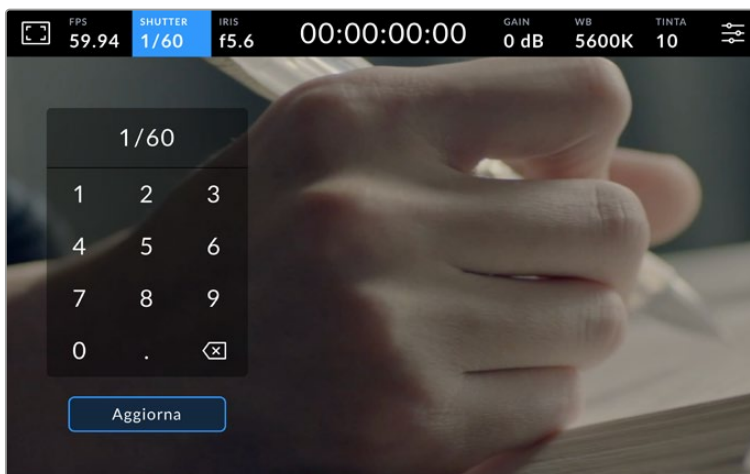 FPS SHUTTER IRIS GAIN WB TINTA
59.94 1/60 f5.6 00:00:00:00 0 dB 5600K 10
1/60
1 2 3
4 5 6
7 8 9
0 .
Aggiorna